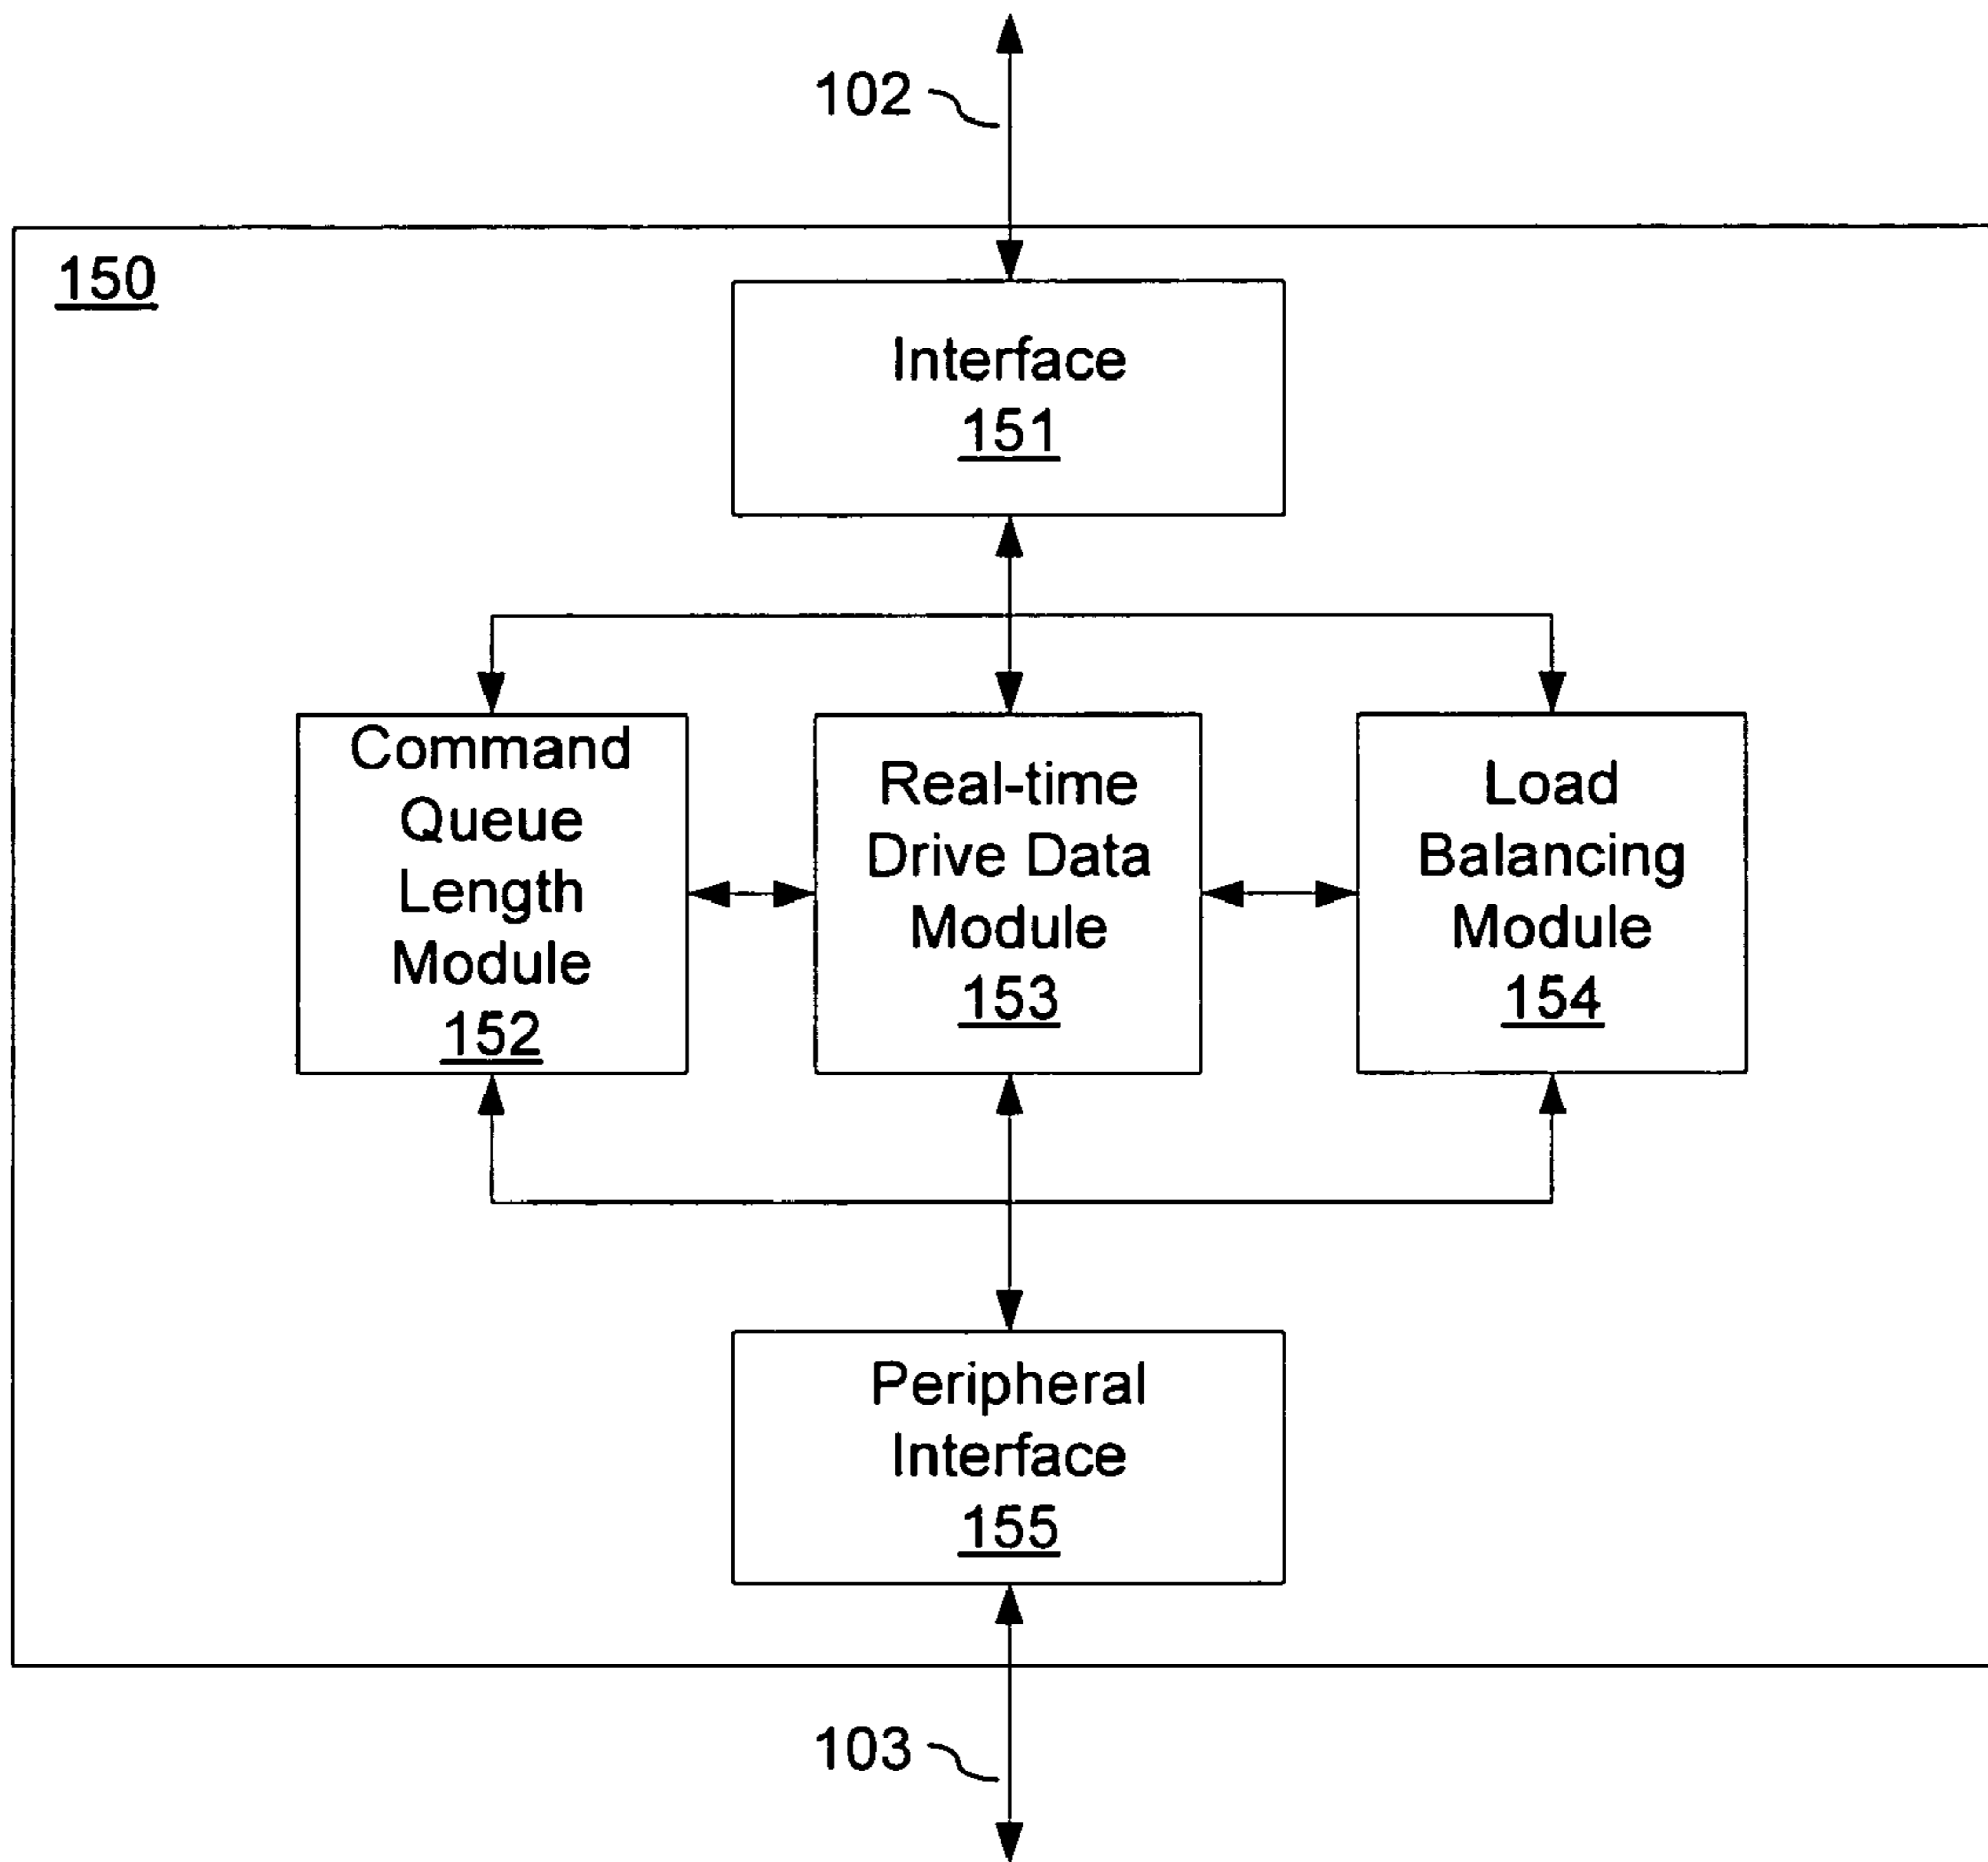 102
150
Interface
151
Command
Queue
Length
Module
152
Real-time
Drive Data
Module
153
Load
Balancing
Module
154
Peripheral
Interface
155
103